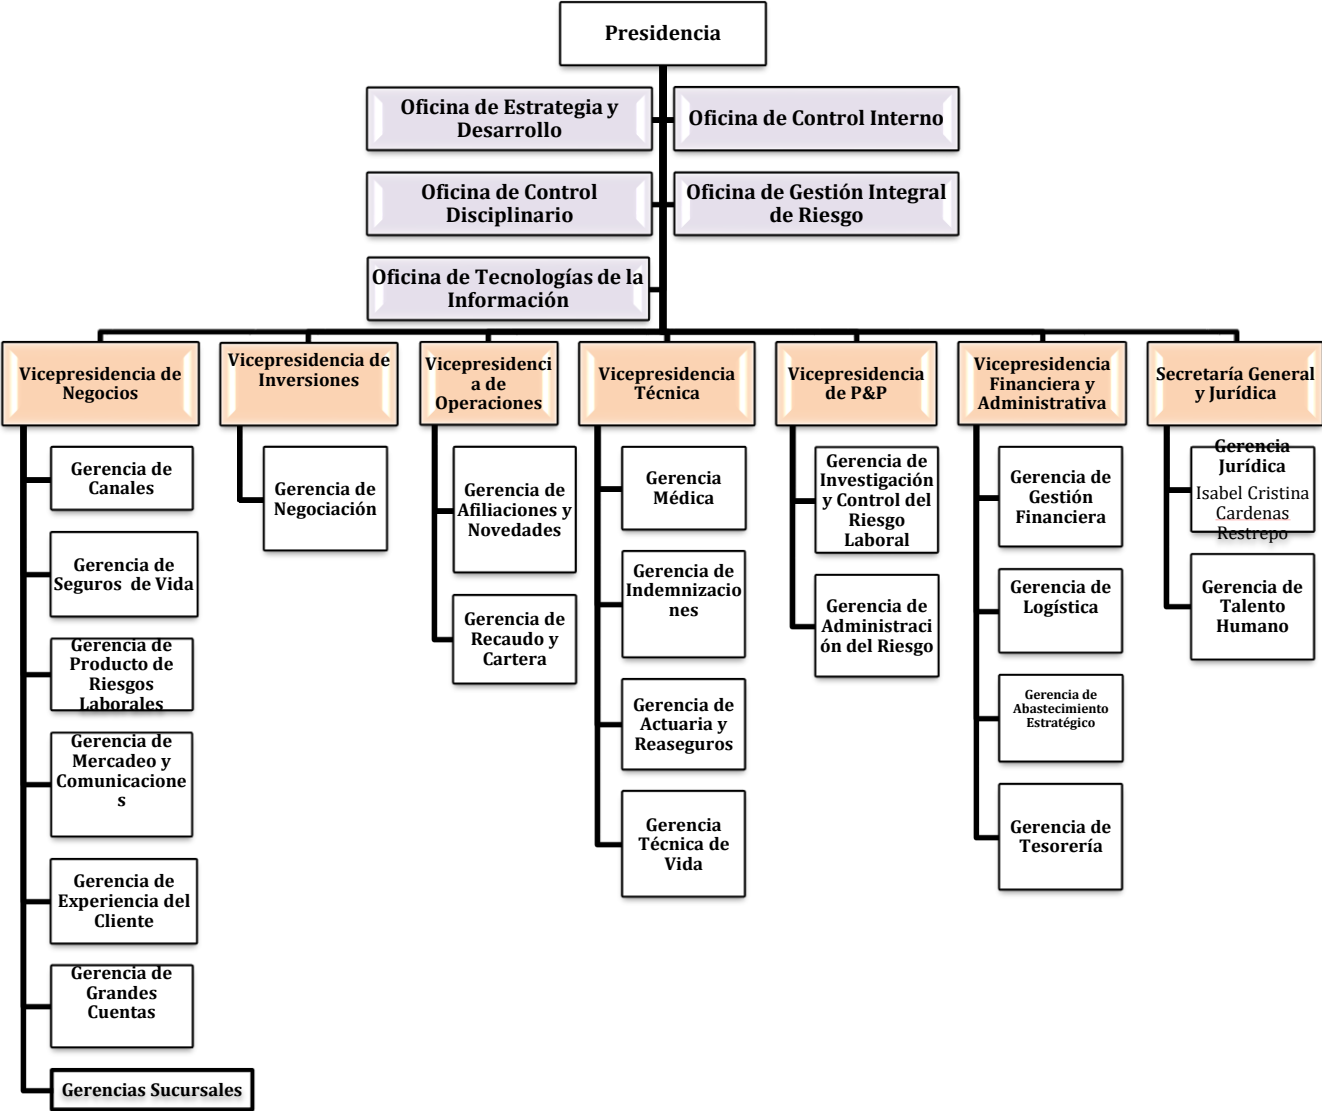 Presidencia
Oficina de Estrategia y
Desarrollo
Oficina de Control Interno
Oficina de Control
Disciplinario
Oficina de Gestión Integral
de Riesgo
Oficina de Tecnologías de la
Información
Vicepresidencia de
Negocios
Vicepresidencia de
Inversiones
Vicepresidenci
a de
Operaciones
Vicepresidencia
Técnica
Vicepresidencia
de P&P
Vicepresidencia
Financiera y
Administrativa
Secretaría General
y Jurídica
Gerencia de
Canales
Gerencia de
Seguros de Vida
Gerencia de
Producto de
Riesgos
Laborales
Gerencia de
Mercadeo y
Comunicacione
s
Gerencia de
Experiencia del
Cliente
Gerencia de
Grandes
Cuentas
Gerencias Sucursales
Gerencia de
Negociación
Gerencia de
Afiliaciones y
Novedades
Gerencia de
Recaudo y
Cartera
Gerencia
Médica
Gerencia de
Indemnizacio
nes
Gerencia de
Actuaria y
Reaseguros
Gerencia
Técnica de
Vida
Gerencia de
Investigación
y Control del
Riesgo
Laboral
Gerencia de
Administraci
ón del Riesgo
Gerencia de
Gestión
Financiera
Gerencia de
Logística
Gerencia de
Abastecimiento
Estratégico
Gerencia de
Tesorería
Gerencia
Jurídica
Isabel Cristina
Cardenas
Restrepo
Gerencia de
Talento
Humano